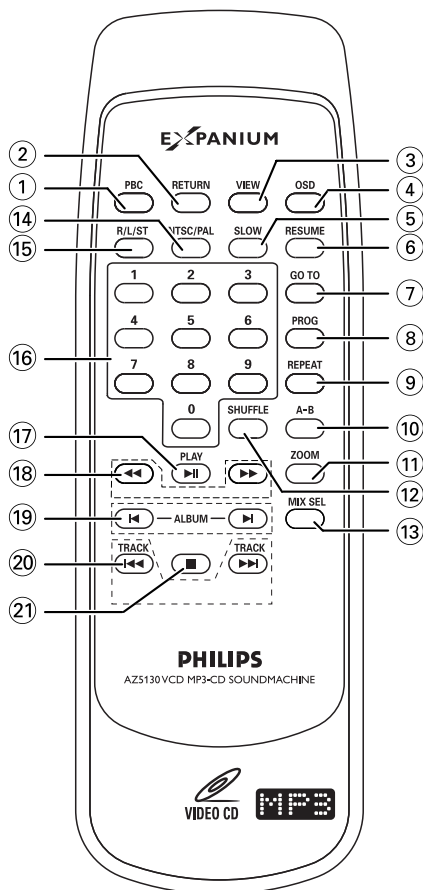 EXPANIUM
2
3
PBC RETURN VIEW OSD
1
4
14
5
R/L/ST NTSC/PAL SLOW RESUME
15
6
1 2 3 GO TO
7
4 5 6 PROG
16
8
7 8 9 REPEAT
9
0 SHUFFLE A-B
10
17
PLAY ZOOM
18
11
12
MIX SEL
19
ALBUM
13
TRACK TRACK
20
21
PHILIPS
AZ5130 VCD MP3-CD SOUNDMACHINE
VIDEO CD MP3